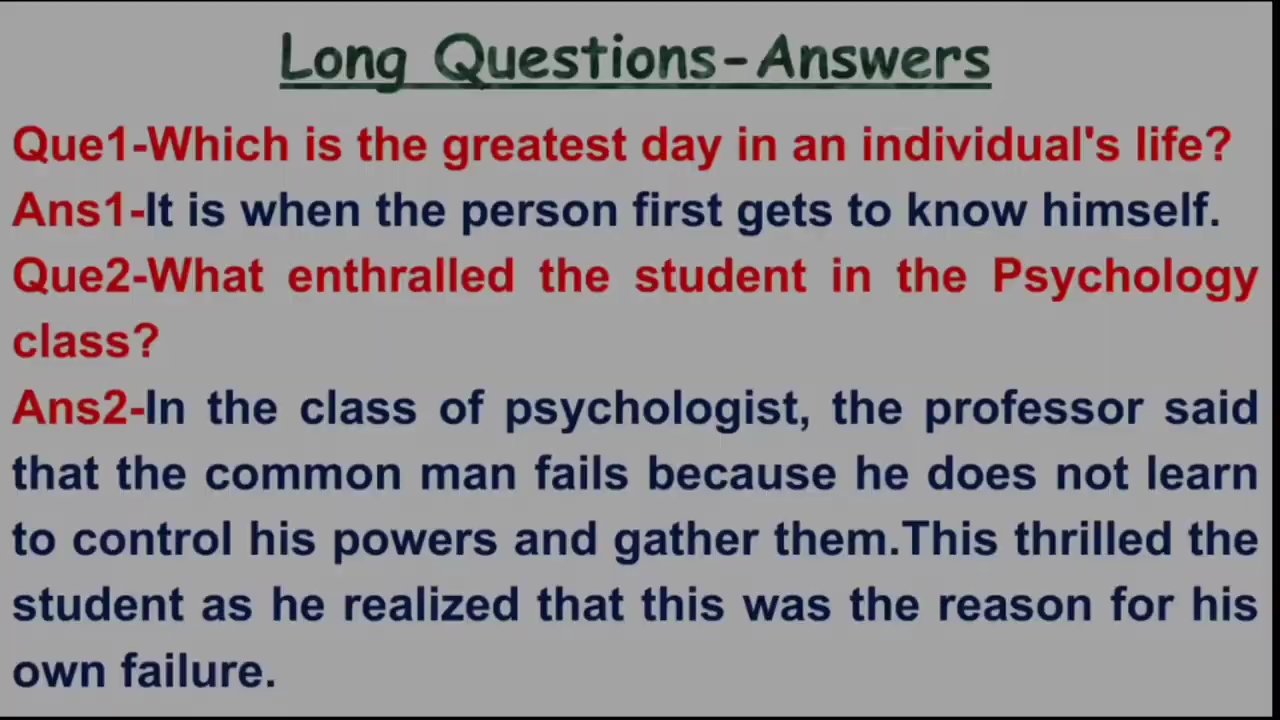 Long Questions-Answers
Que1-Which is the greatest day in an individual's life?
Ans1-It is when the person first gets to know himself.
Que2-What enthralled the student in the Psychology
class?
Ans2-In the class of psychologist, the professor said
that the common man fails because he does not learn
to control his powers and gather them.This thrilled the
student as he realized that this was the reason for his
own failure.